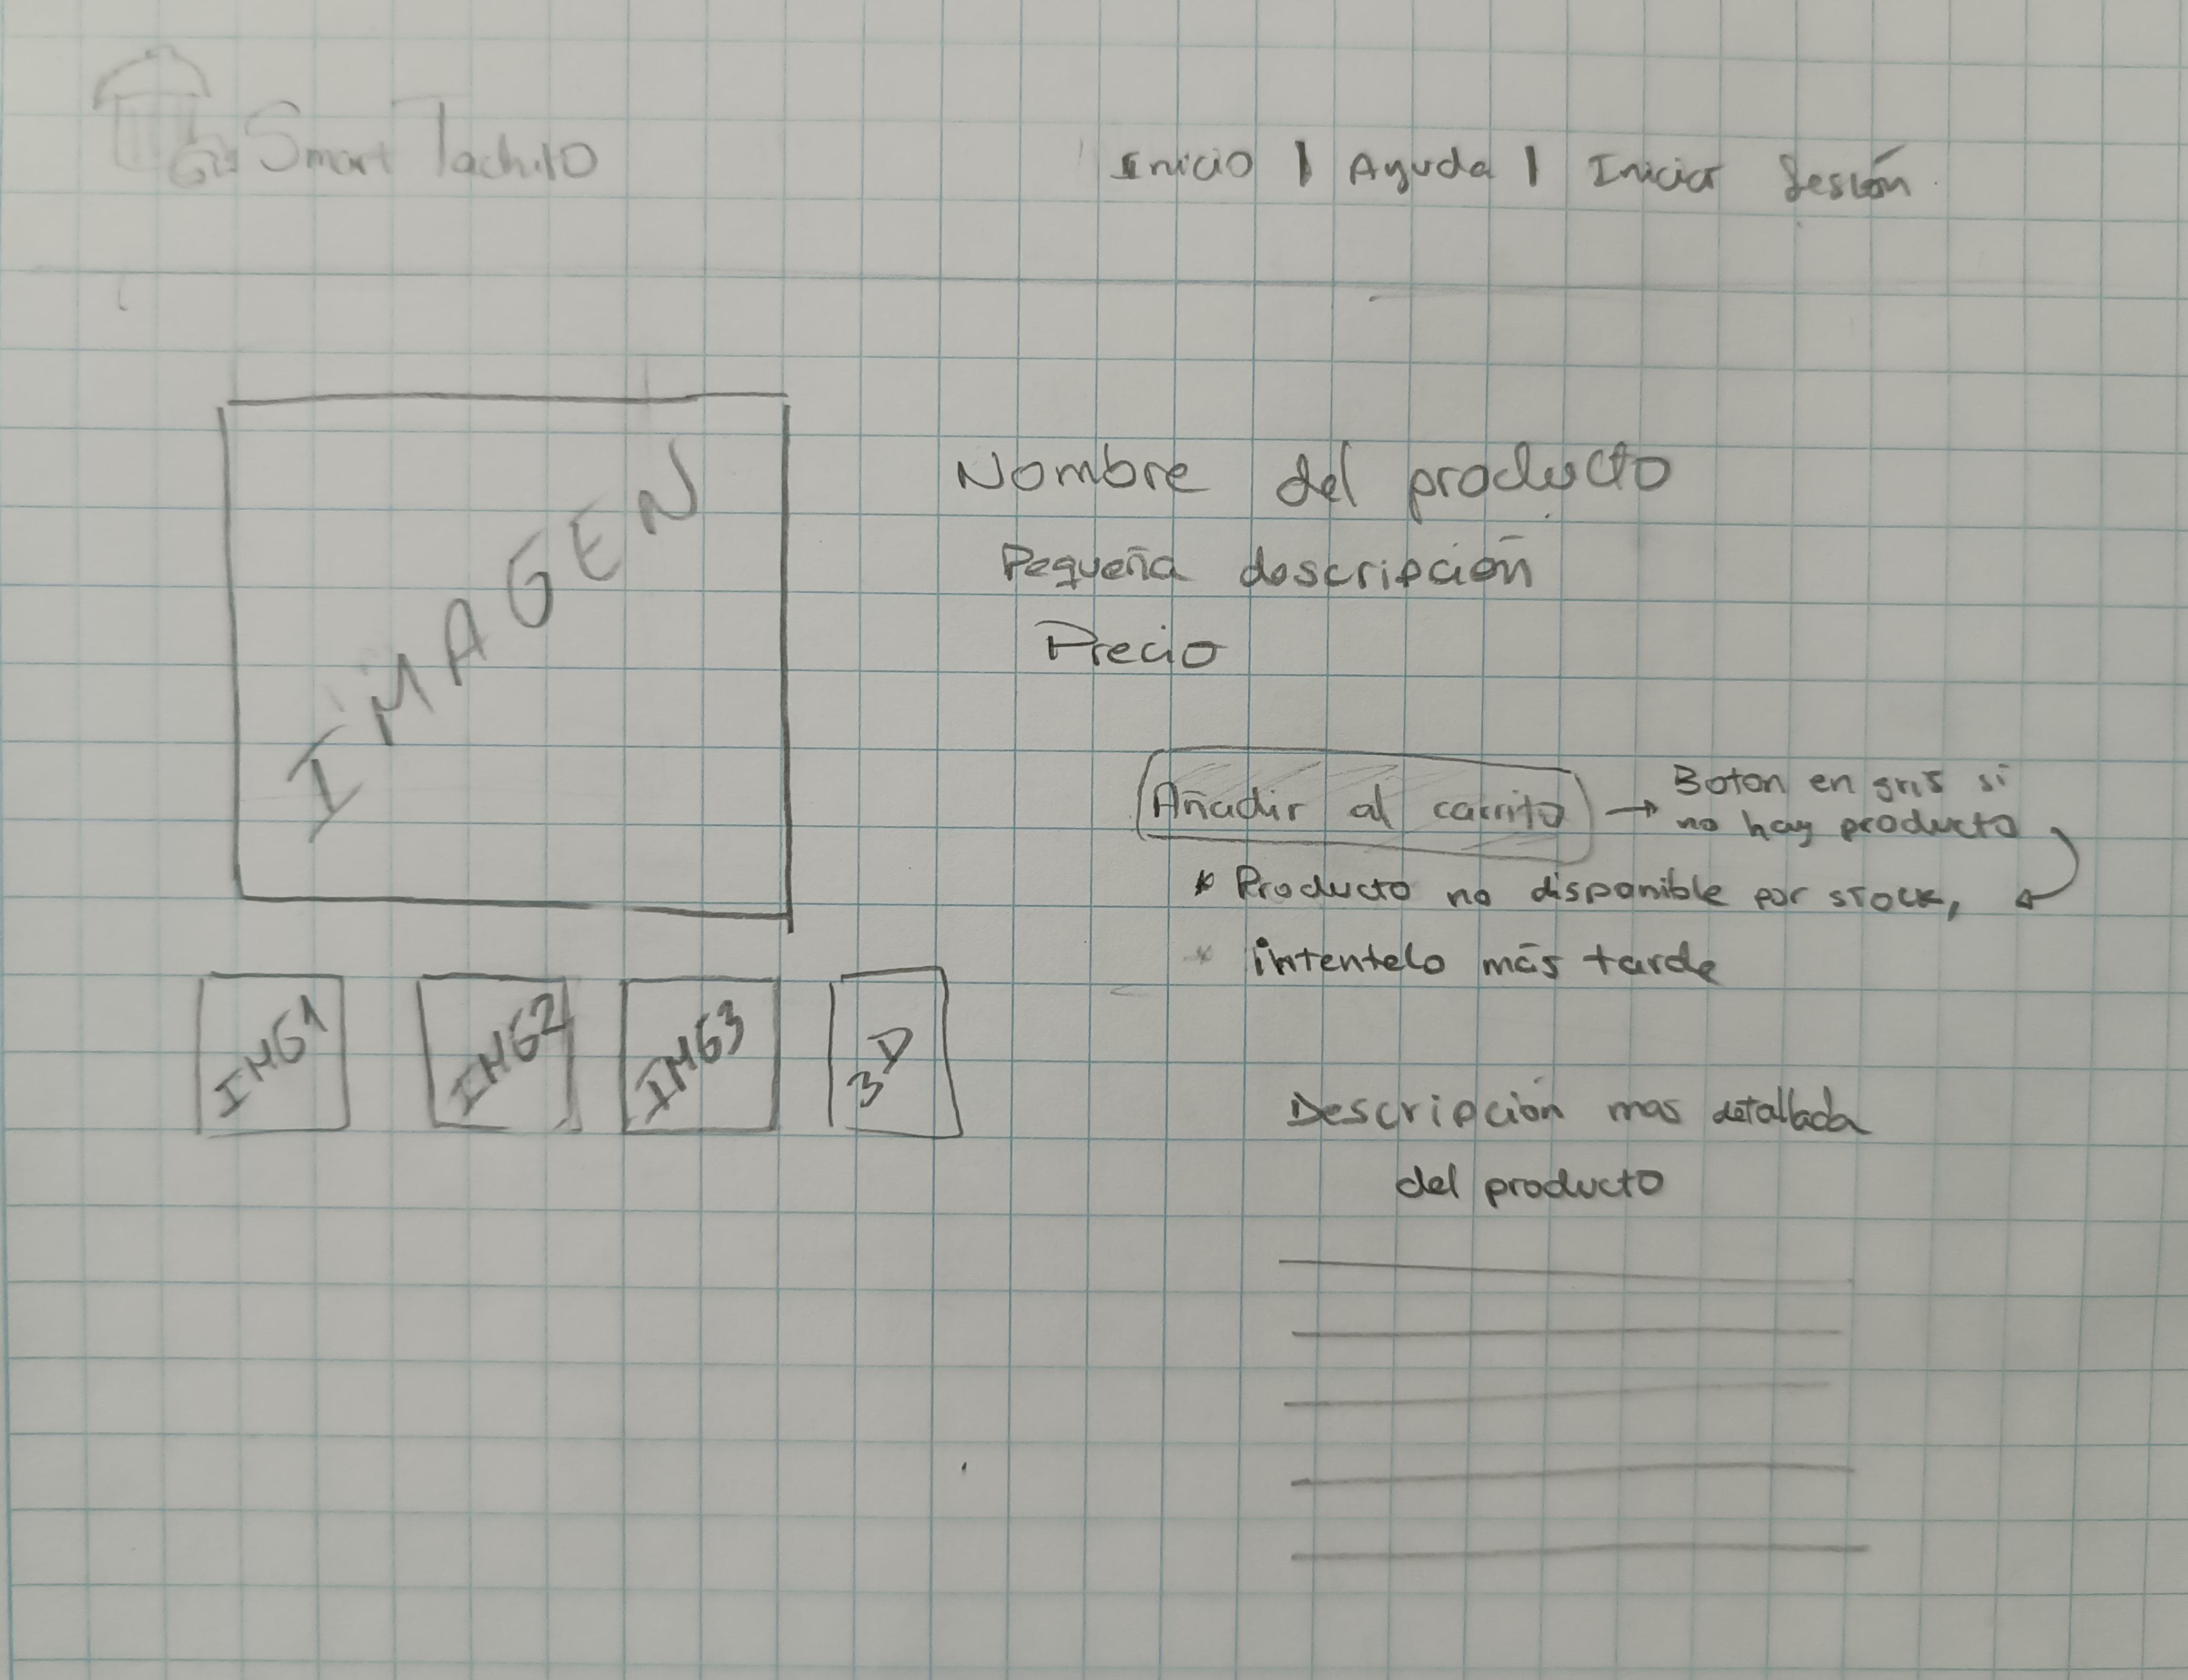 Smart Tachito
Inicio | Ayuda | Iniciar Sesión
IMAGEN
Nombre del producto
Pequeña descripción
Precio
Añadir al carrito → Boton en gris si
no hay producto
* Producto no disponible por stock,
* intentelo más tarde
IMG1 IMG2 IMG3 3D
Descripción mas detallada
del producto